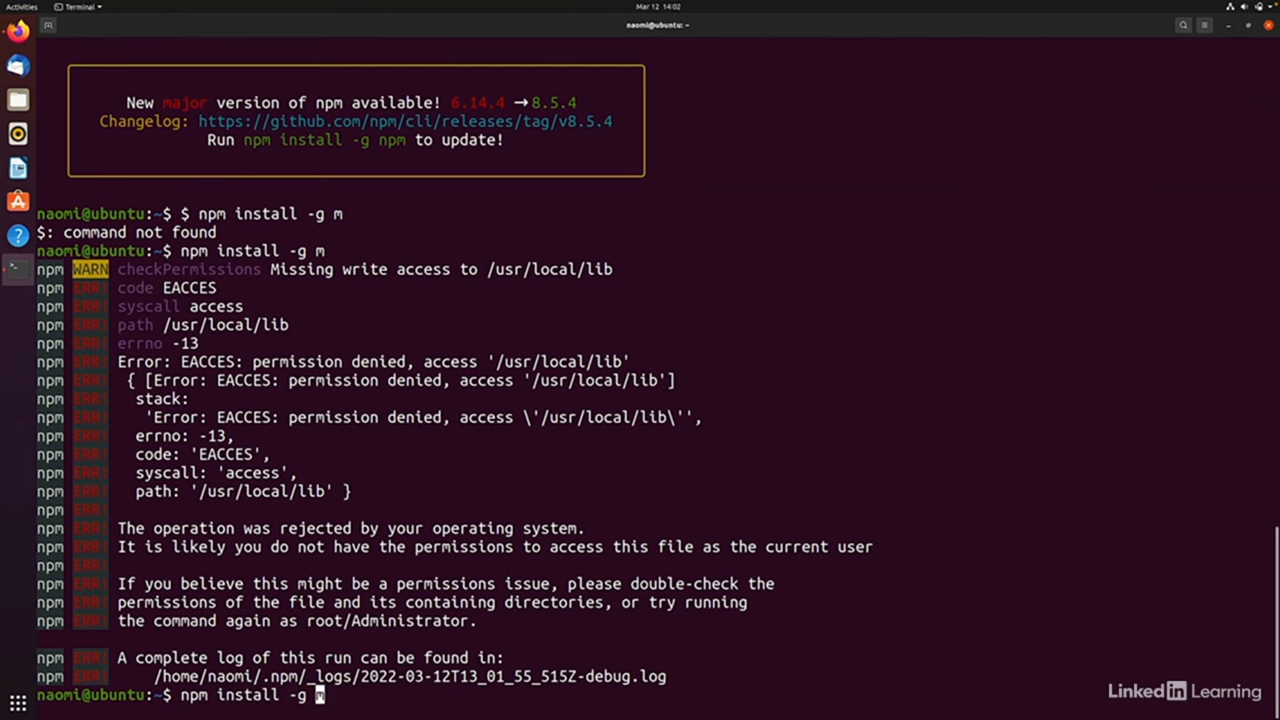 Activities
Terminal
Mar 12 14:02
naomi@ubuntu: ~
New major version of npm available! 6.14.4 → 8.5.4
Changelog: https://github.com/npm/cli/releases/tag/v8.5.4
Run npm install -g npm to update!
naomi@ubuntu:~$ $ npm install -g m
$: command not found
naomi@ubuntu:~$ npm install -g m
npm WARN checkPermissions Missing write access to /usr/local/lib
npm ERR! code EACCES
npm ERR! syscall access
npm ERR! path /usr/local/lib
npm ERR! errno -13
npm ERR! Error: EACCES: permission denied, access '/usr/local/lib'
npm ERR!  { [Error: EACCES: permission denied, access '/usr/local/lib']
npm ERR!   stack:
npm ERR!    'Error: EACCES: permission denied, access \'/usr/local/lib\'',
npm ERR!   errno: -13,
npm ERR!   code: 'EACCES',
npm ERR!   syscall: 'access',
npm ERR!   path: '/usr/local/lib' }
npm ERR!
npm ERR! The operation was rejected by your operating system.
npm ERR! It is likely you do not have the permissions to access this file as the current user
npm ERR!
npm ERR! If you believe this might be a permissions issue, please double-check the
npm ERR! permissions of the file and its containing directories, or try running
npm ERR! the command again as root/Administrator.
npm ERR! A complete log of this run can be found in:
npm ERR!     /home/naomi/.npm/_logs/2022-03-12T13_01_55_515Z-debug.log
naomi@ubuntu:~$ npm install -g m
LinkedIn Learning